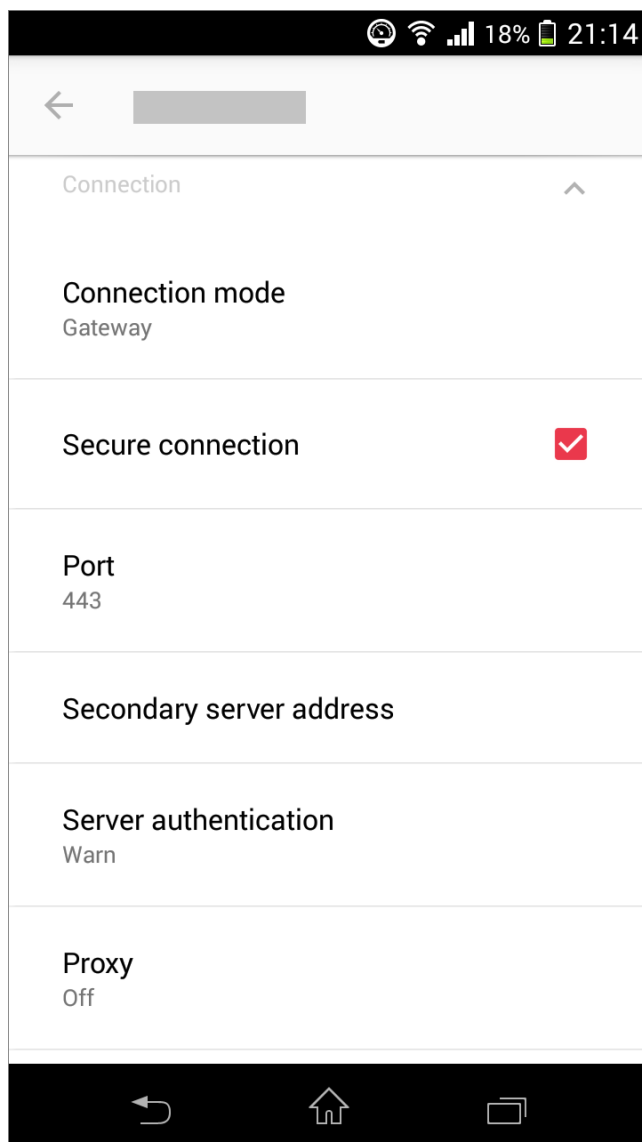 18% 21:14
Connection
Connection mode
Gateway
Secure connection
Port
443
Secondary server address
Server authentication
Warn
Proxy
Off